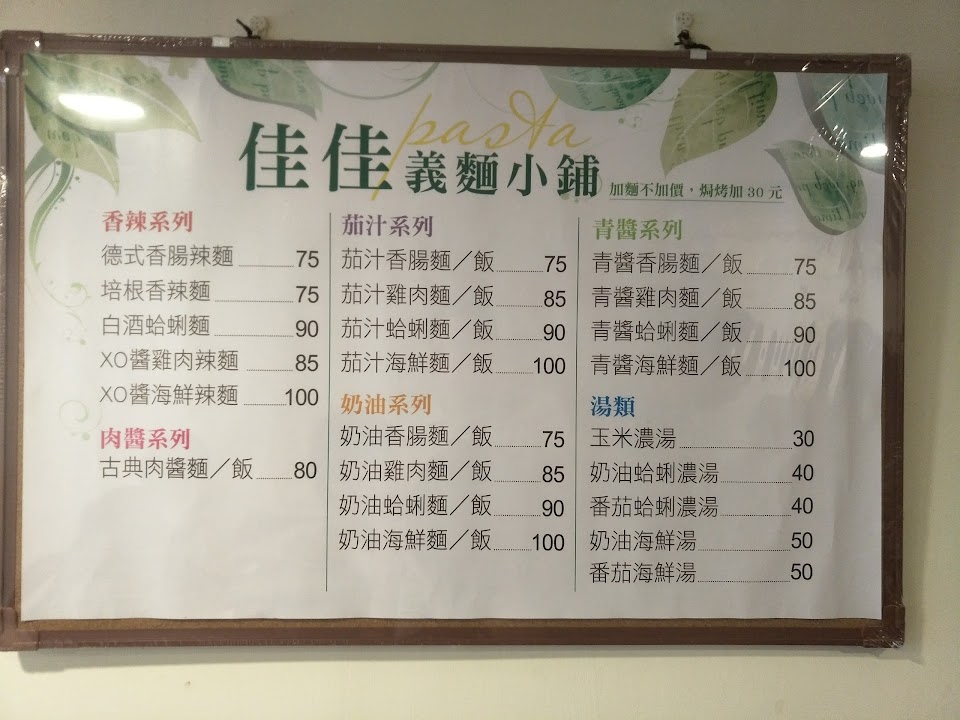 pasta
佳佳義麵小鋪
加麵不加價,焗烤加30元
香辣系列
德式香腸辣麵 75
培根香辣麵 75
白酒蛤蜊麵 90
XO醬雞肉辣麵 85
XO醬海鮮辣麵 100
肉醬系列
古典肉醬麵／飯 80
茄汁系列
茄汁香腸麵／飯 75
茄汁雞肉麵／飯 85
茄汁蛤蜊麵／飯 90
茄汁海鮮麵／飯 100
奶油系列
奶油香腸麵／飯 75
奶油雞肉麵／飯 85
奶油蛤蜊麵／飯 90
奶油海鮮麵／飯 100
青醬系列
青醬香腸麵／飯 75
青醬雞肉麵／飯 85
青醬蛤蜊麵／飯 90
青醬海鮮麵／飯 100
湯類
玉米濃湯 30
奶油蛤蜊濃湯 40
番茄蛤蜊濃湯 40
奶油海鮮湯 50
番茄海鮮湯 50